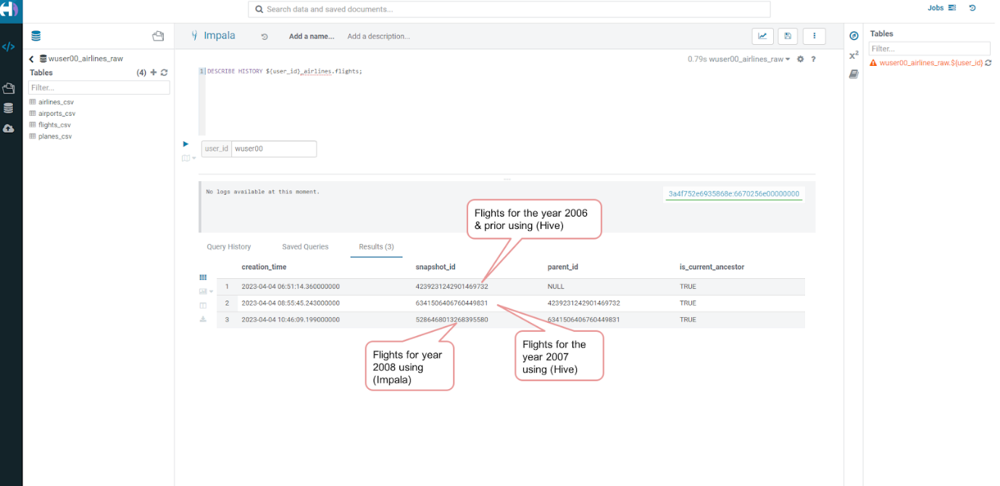 Search data and saved documents...
Jobs
Impala
Add a name...
Add a description...
wuser00_airlines_raw
Tables
(4)
Filter...
airlines_csv
airports_csv
flights_csv
planes_csv
0.79s wuser00_airlines_raw
?
1
DESCRIBE HISTORY ${user_id}_airlines.flights;
user_id
wuser00
No logs available at this moment.
3a4f752e6935868e:6670256e00000000
Flights for the year 2006
& prior using (Hive)
Query History
Saved Queries
Results (3)
creation_time
snapshot_id
parent_id
is_current_ancestor
1
2023-04-04 06:51:14.360000000
4239231242901469732
NULL
TRUE
2
2023-04-04 08:55:45.243000000
6341506406760449831
4239231242901469732
TRUE
3
2023-04-04 10:46:09.199000000
5286468013268395580
6341506406760449831
TRUE
Flights for year
2008 using
(Impala)
Flights for the
year 2007
using (Hive)
x²
Tables
Filter...
wuser00_airlines_raw.${user_id}